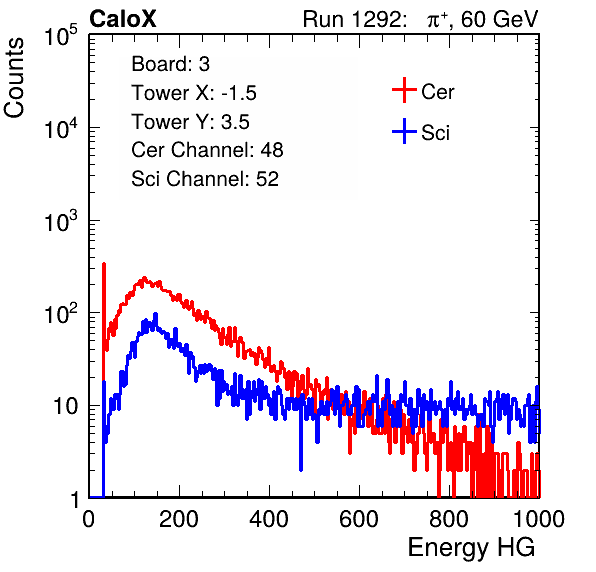 CaloX Run 1292: π⁺, 60 GeV
Counts
10⁵
10⁴
10³
10²
10
1
Board: 3
Tower X: -1.5
Tower Y: 3.5
Cer Channel: 48
Sci Channel: 52
Cer
Sci
0 200 400 600 800 1000
Energy HG